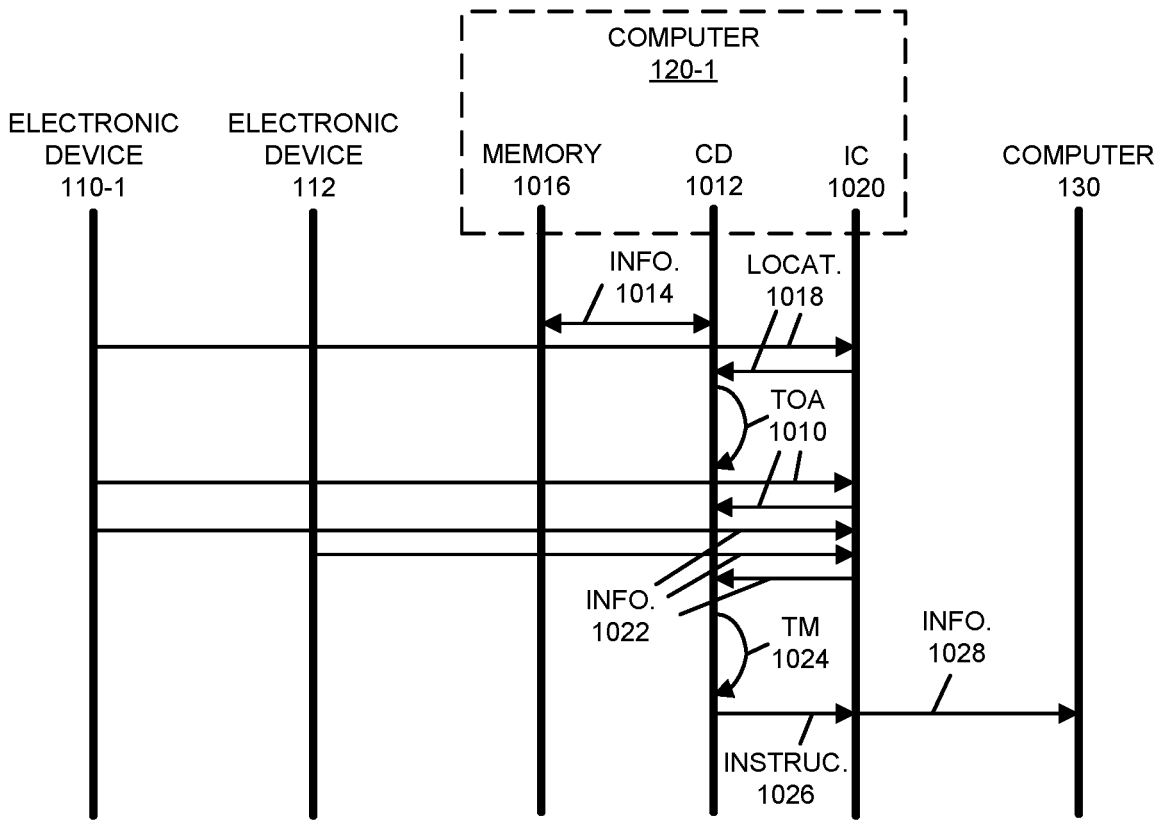 COMPUTER
120-1
ELECTRONIC
DEVICE
110-1
ELECTRONIC
DEVICE
112
MEMORY
1016
CD
1012
IC
1020
COMPUTER
130
INFO.
1014
LOCAT.
1018
TOA
1010
INFO.
1022
TM
1024
INFO.
1028
INSTRUC.
1026